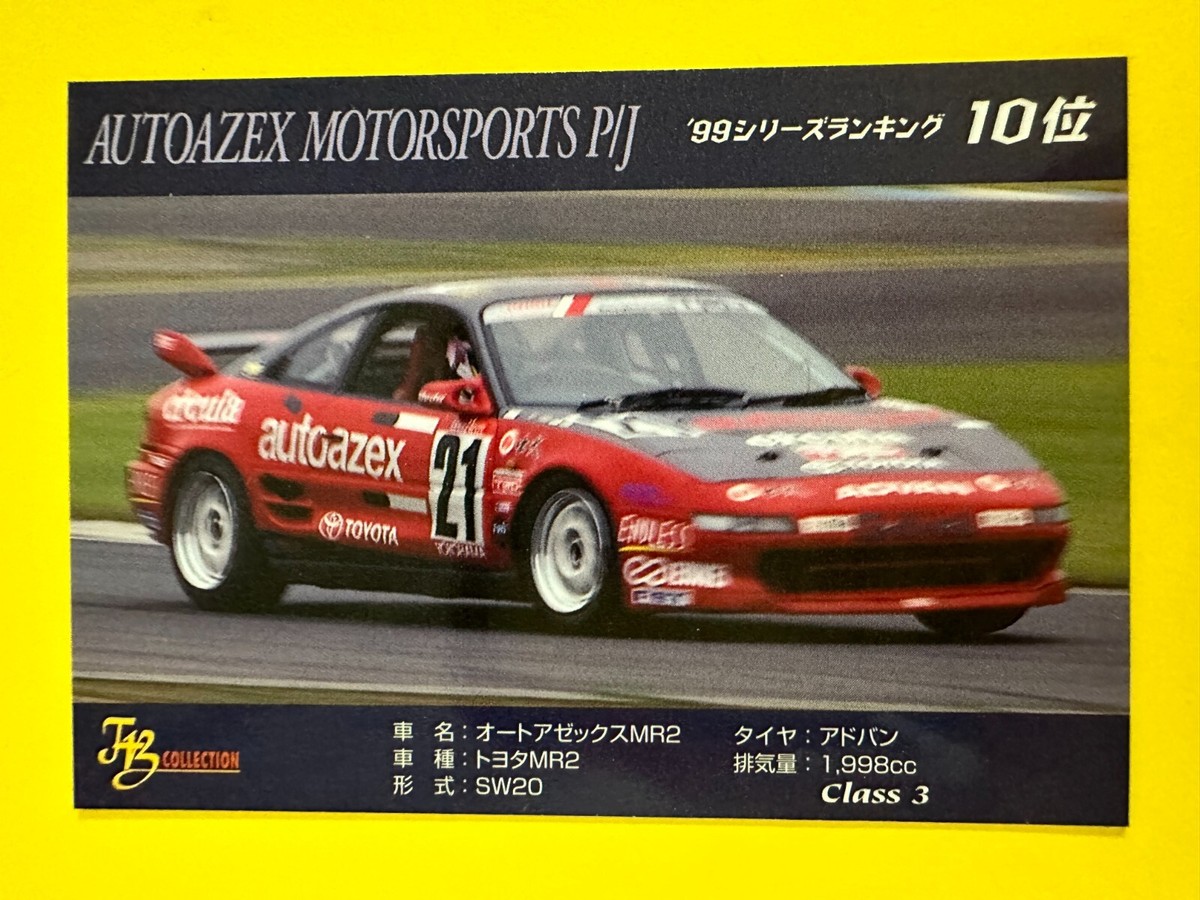 AUTOAZEX MOTORSPORTS P/J
'99シリーズランキング 10位
circuit
autoazex
21
TOYOTA
YOKOHAMA
ENDLESS
ADVAN
COLLECTION
車 名：オートアゼックスMR2
車 種：トヨタMR2
形 式：SW20
タイヤ：アドバン
排気量：1,998cc
Class 3